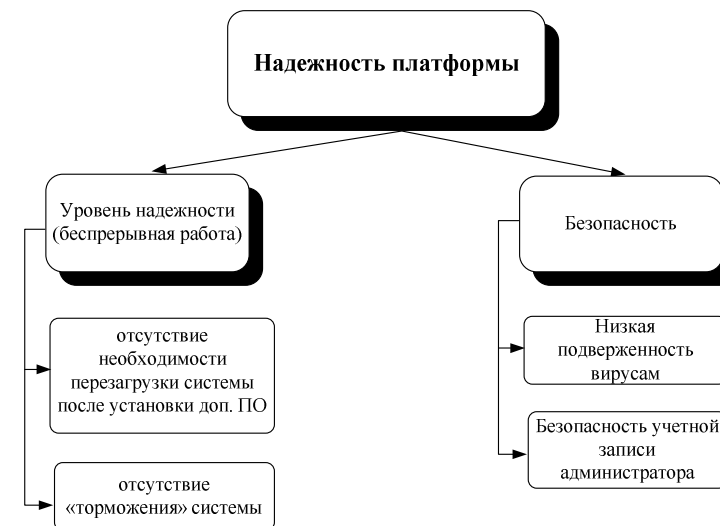 Надежность платформы
Уровень надежности
(беспрерывная работа)
отсутствие
необходимости
перезагрузки системы
после установки доп. ПО
отсутствие
«торможения» системы
Безопасность
Низкая
подверженность
вирусам
Безопасность учетной
записи
администратора